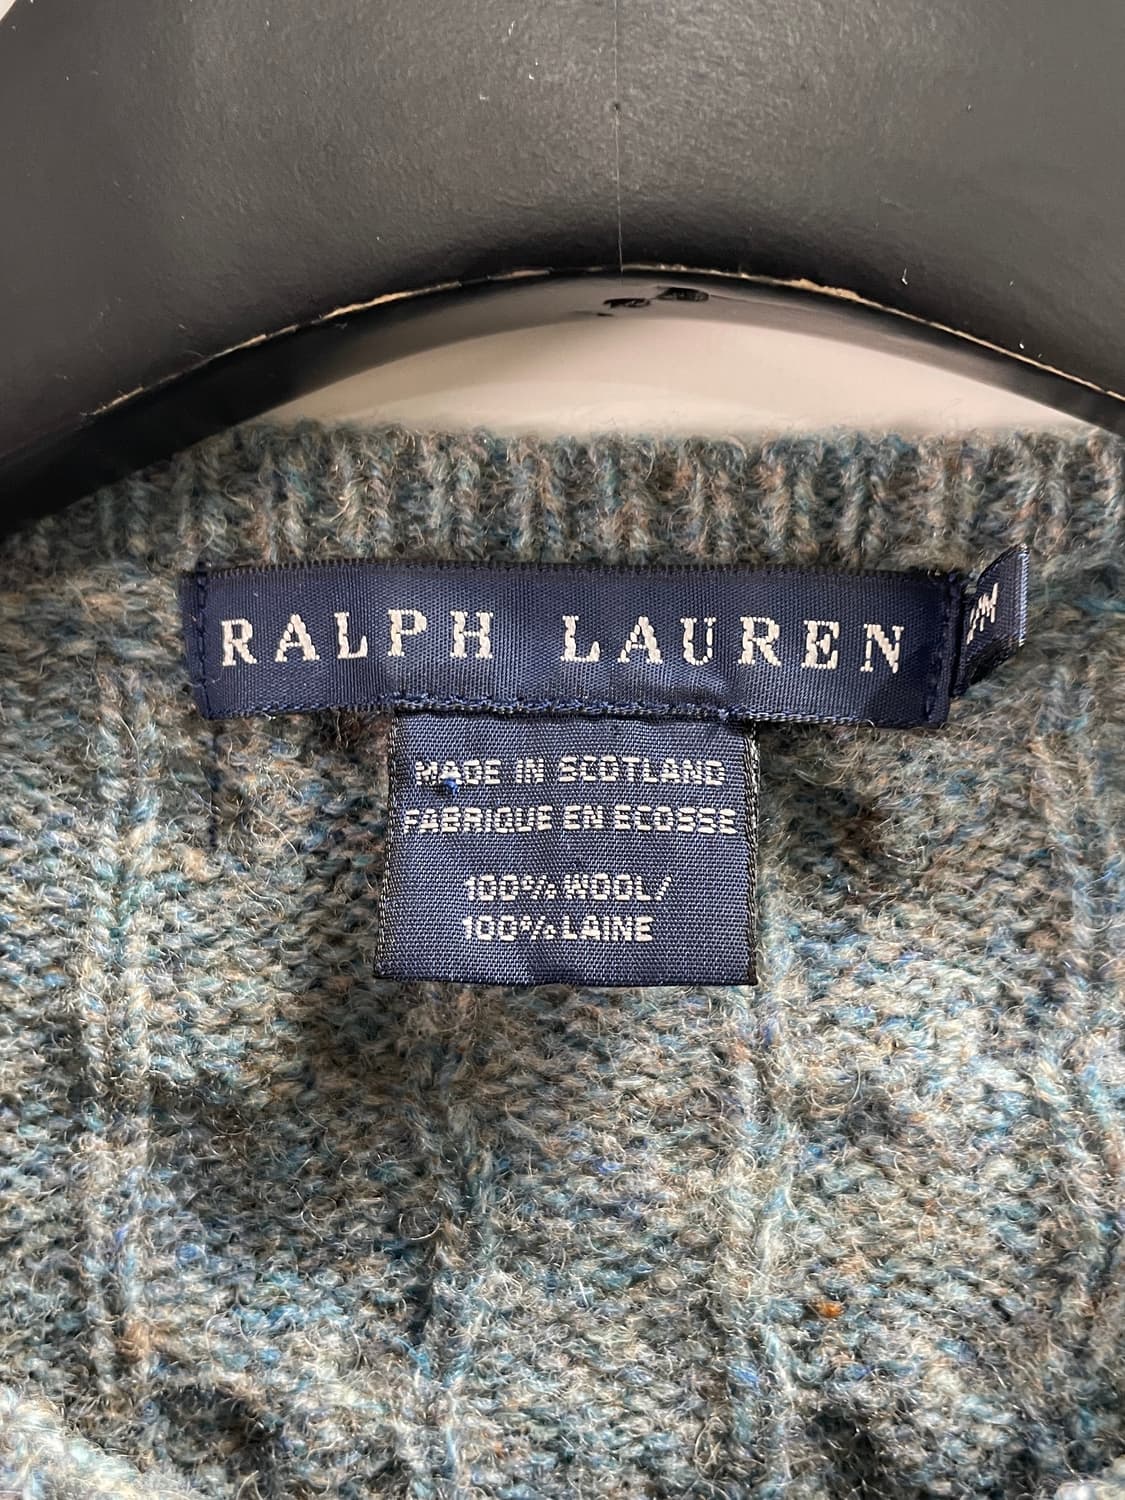 RALPH LAUREN
MADE IN SCOTLAND
FABRIQUE EN ECOSSE
100% WOOL/
100% LAINE